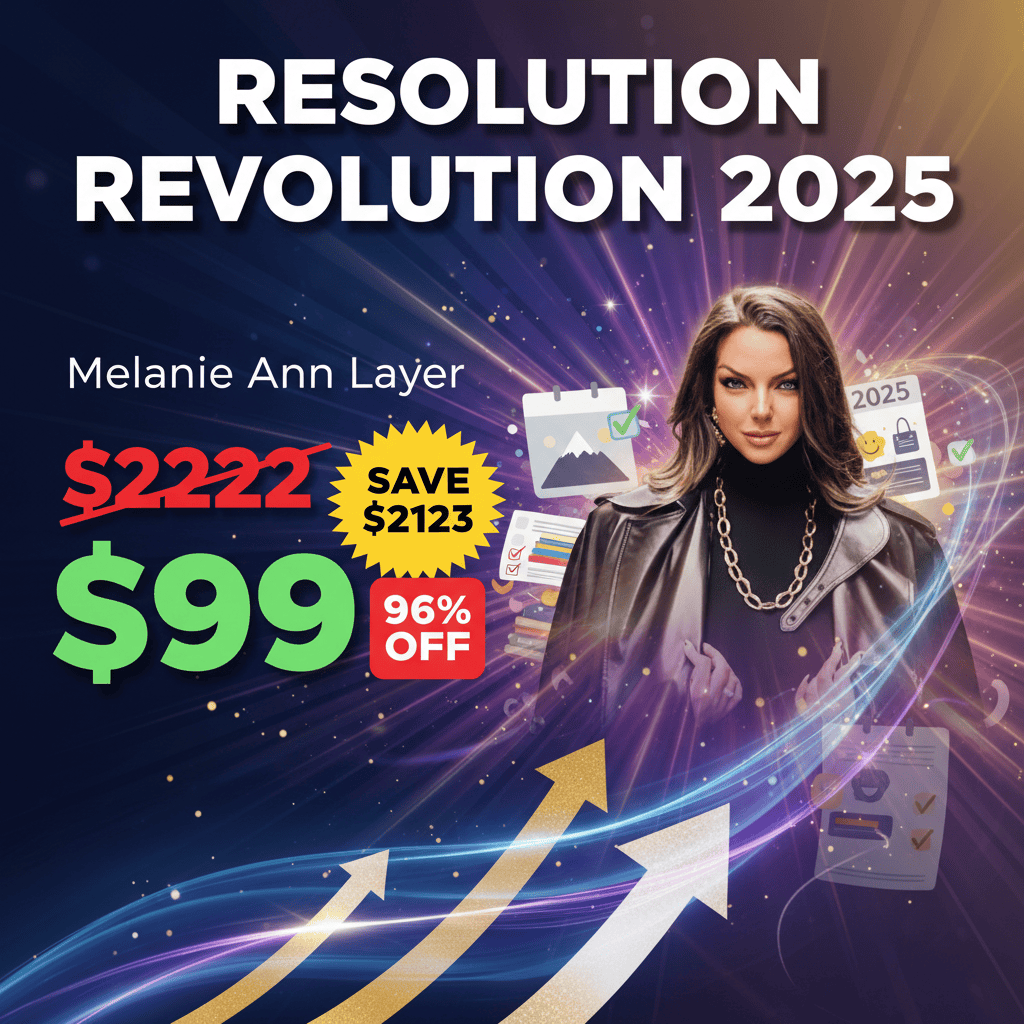 RESOLUTION
REVOLUTION 2025
Melanie Ann Layer
$2222
SAVE
$2123
$99
96%
OFF
2025